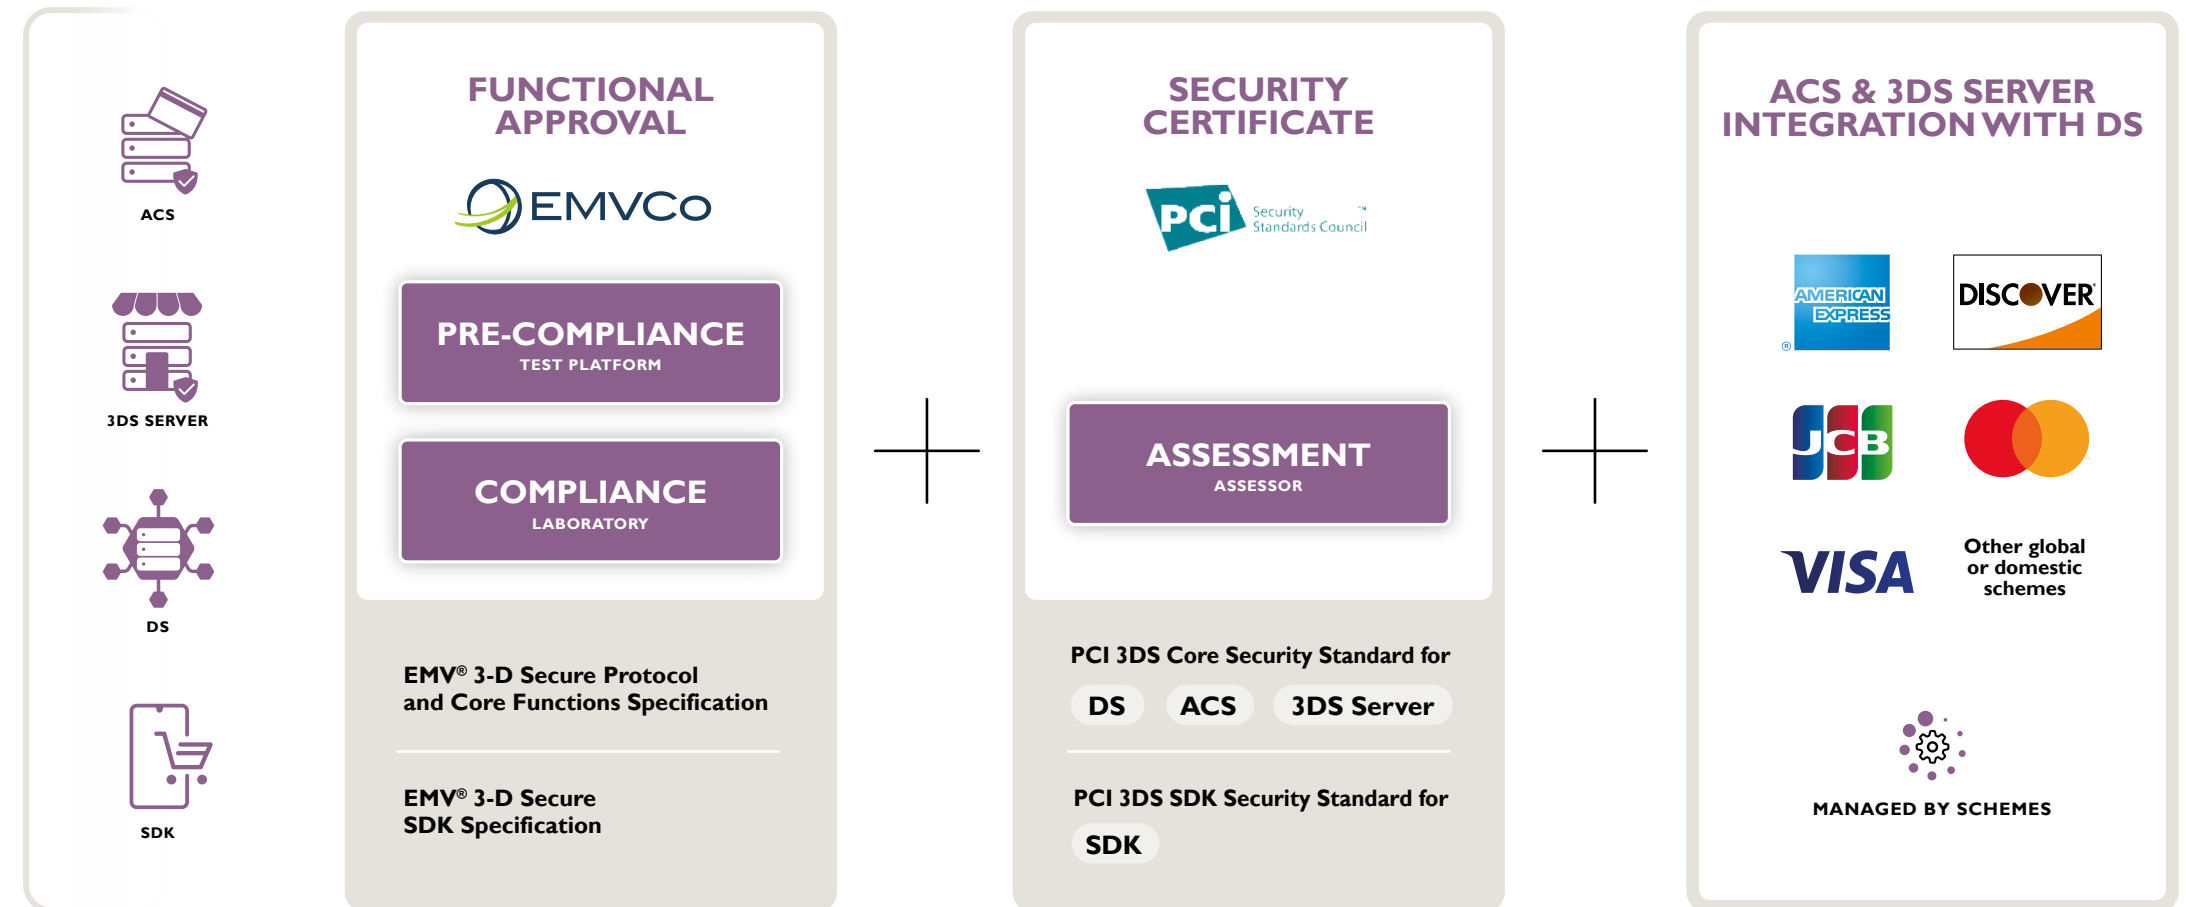 ACS
3DS SERVER
DS
SDK
FUNCTIONAL
APPROVAL
EMVCo
PRE-COMPLIANCE
TEST PLATFORM
COMPLIANCE
LABORATORY
EMV® 3-D Secure Protocol
and Core Functions Specification
EMV® 3-D Secure
SDK Specification
SECURITY
CERTIFICATE
PCi Security ™
Standards Council
ASSESSMENT
ASSESSOR
PCI 3DS Core Security Standard for
DS ACS 3DS Server
PCI 3DS SDK Security Standard for
SDK
ACS & 3DS SERVER
INTEGRATION WITH DS
AMERICAN
EXPRESS
®
DISCOVER®
JCB
VISA
Other global
or domestic
schemes
MANAGED BY SCHEMES